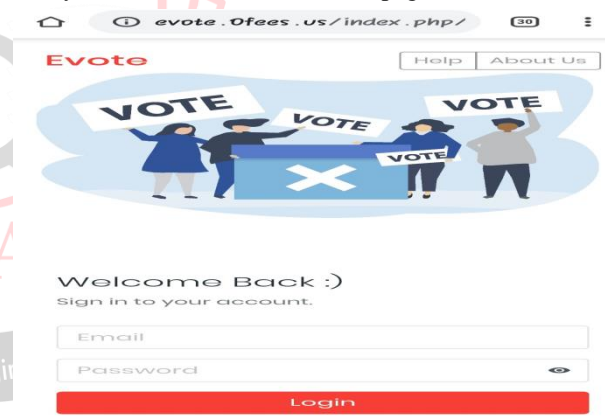 evote.0fees.us/index.php/
30
Evote
Help
About Us
VOTE
VOTE
VOTE
VOTE
Welcome Back :)
Sign in to your account.
Email
Password
Login